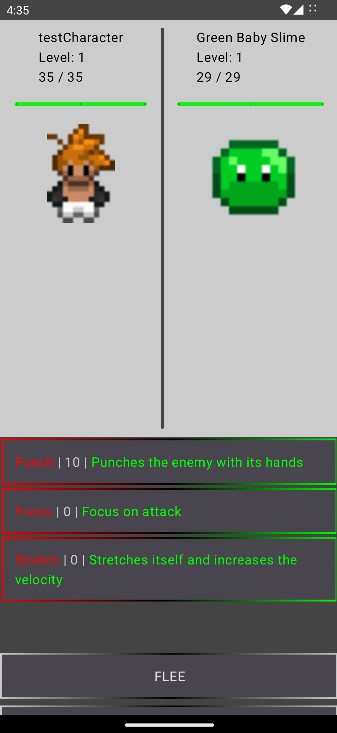 4:35
testCharacter
Level: 1
35 / 35
Green Baby Slime
Level: 1
29 / 29
Punch | 10 | Punches the enemy with its hands
Focus | 0 | Focus on attack
Stretch | 0 | Stretches itself and increases the
velocity
FLEE